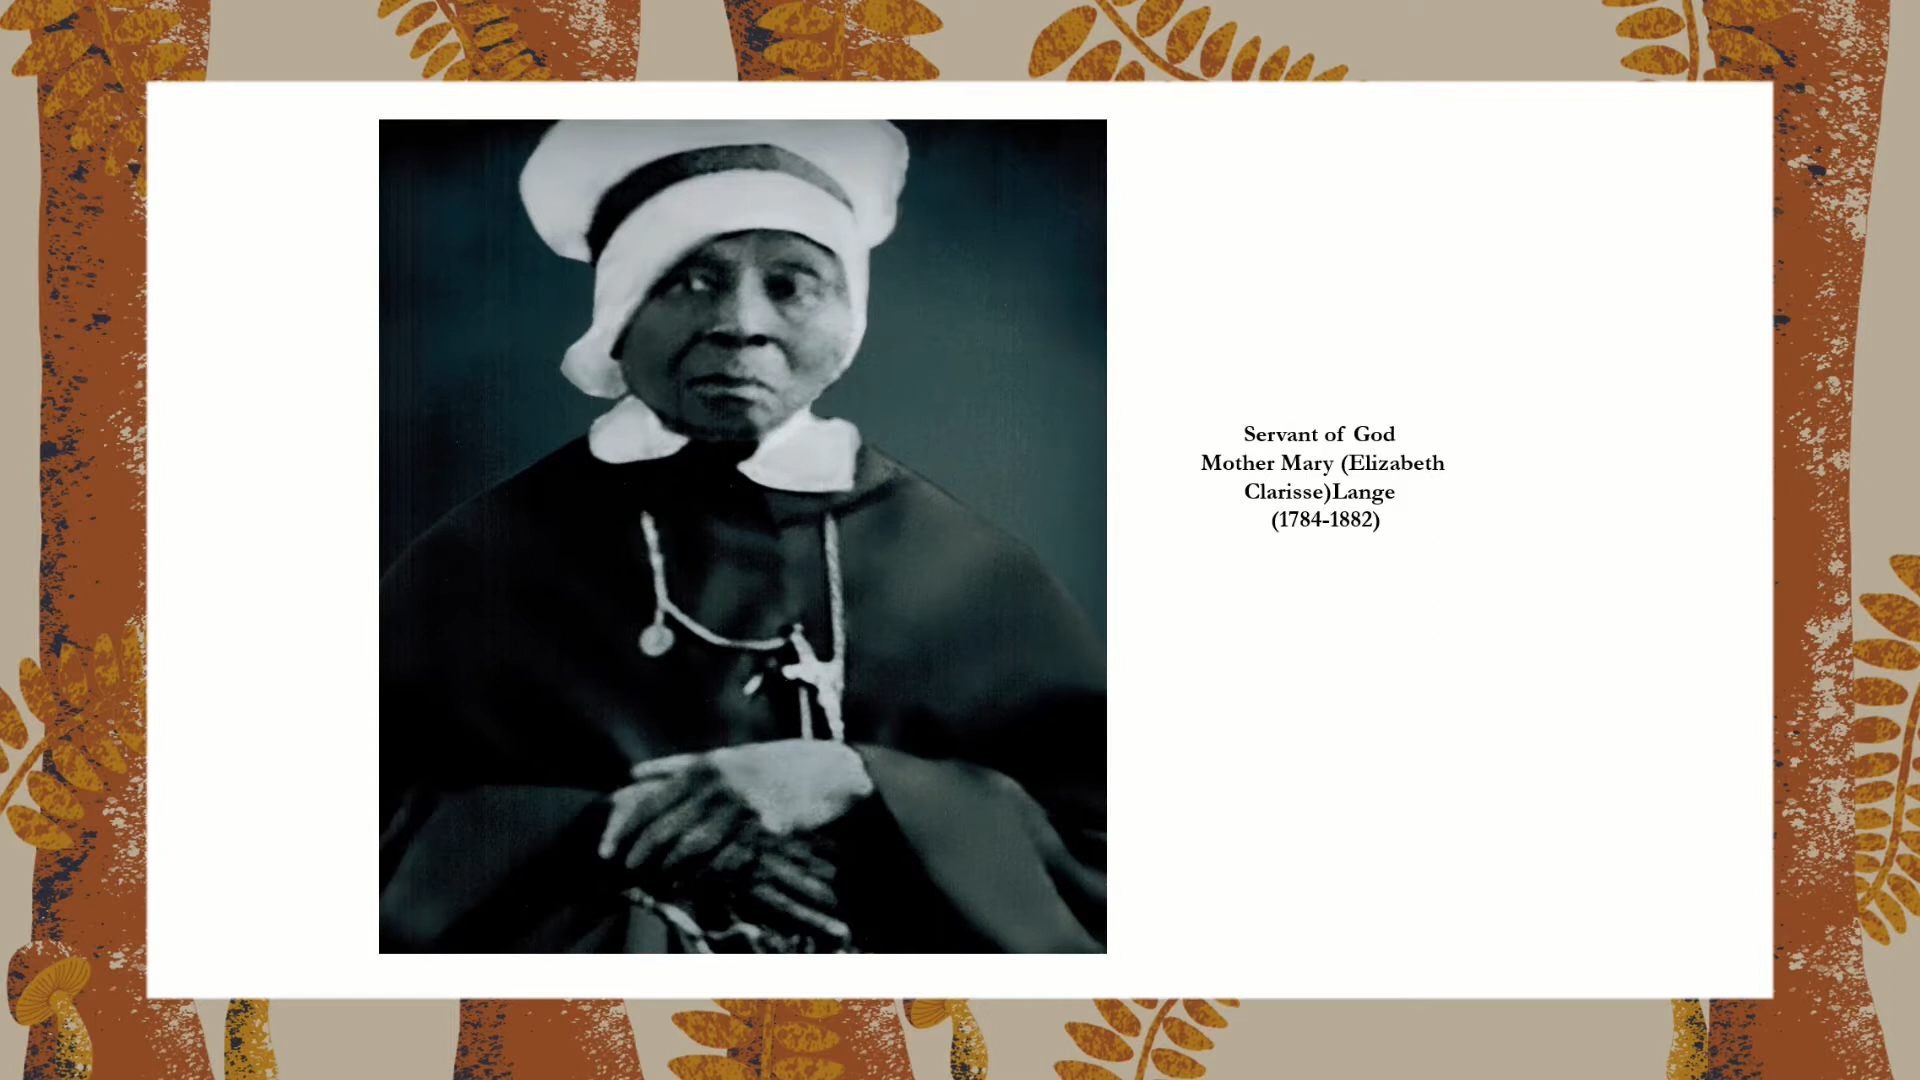 Servant of God
Mother Mary (Elizabeth
Clarisse)Lange
(1784-1882)